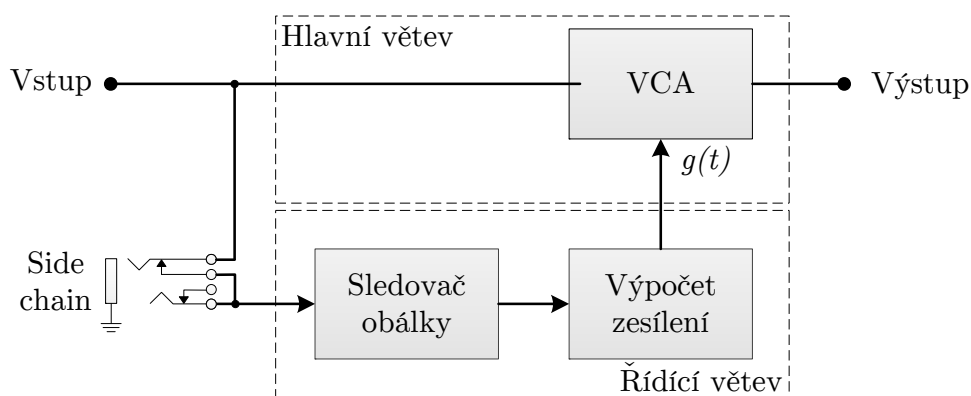 Hlavní větev
Vstup
VCA
Výstup
g(t)
Side
chain
Sledovač
obálky
Výpočet
zesílení
Řídící větev